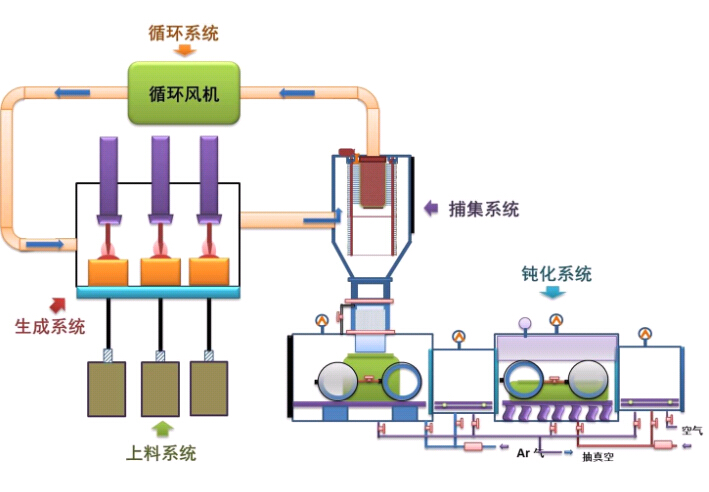 循环系统
循环风机
捕集系统
钝化系统
生成系统
上料系统
空气
Ar 气
抽真空